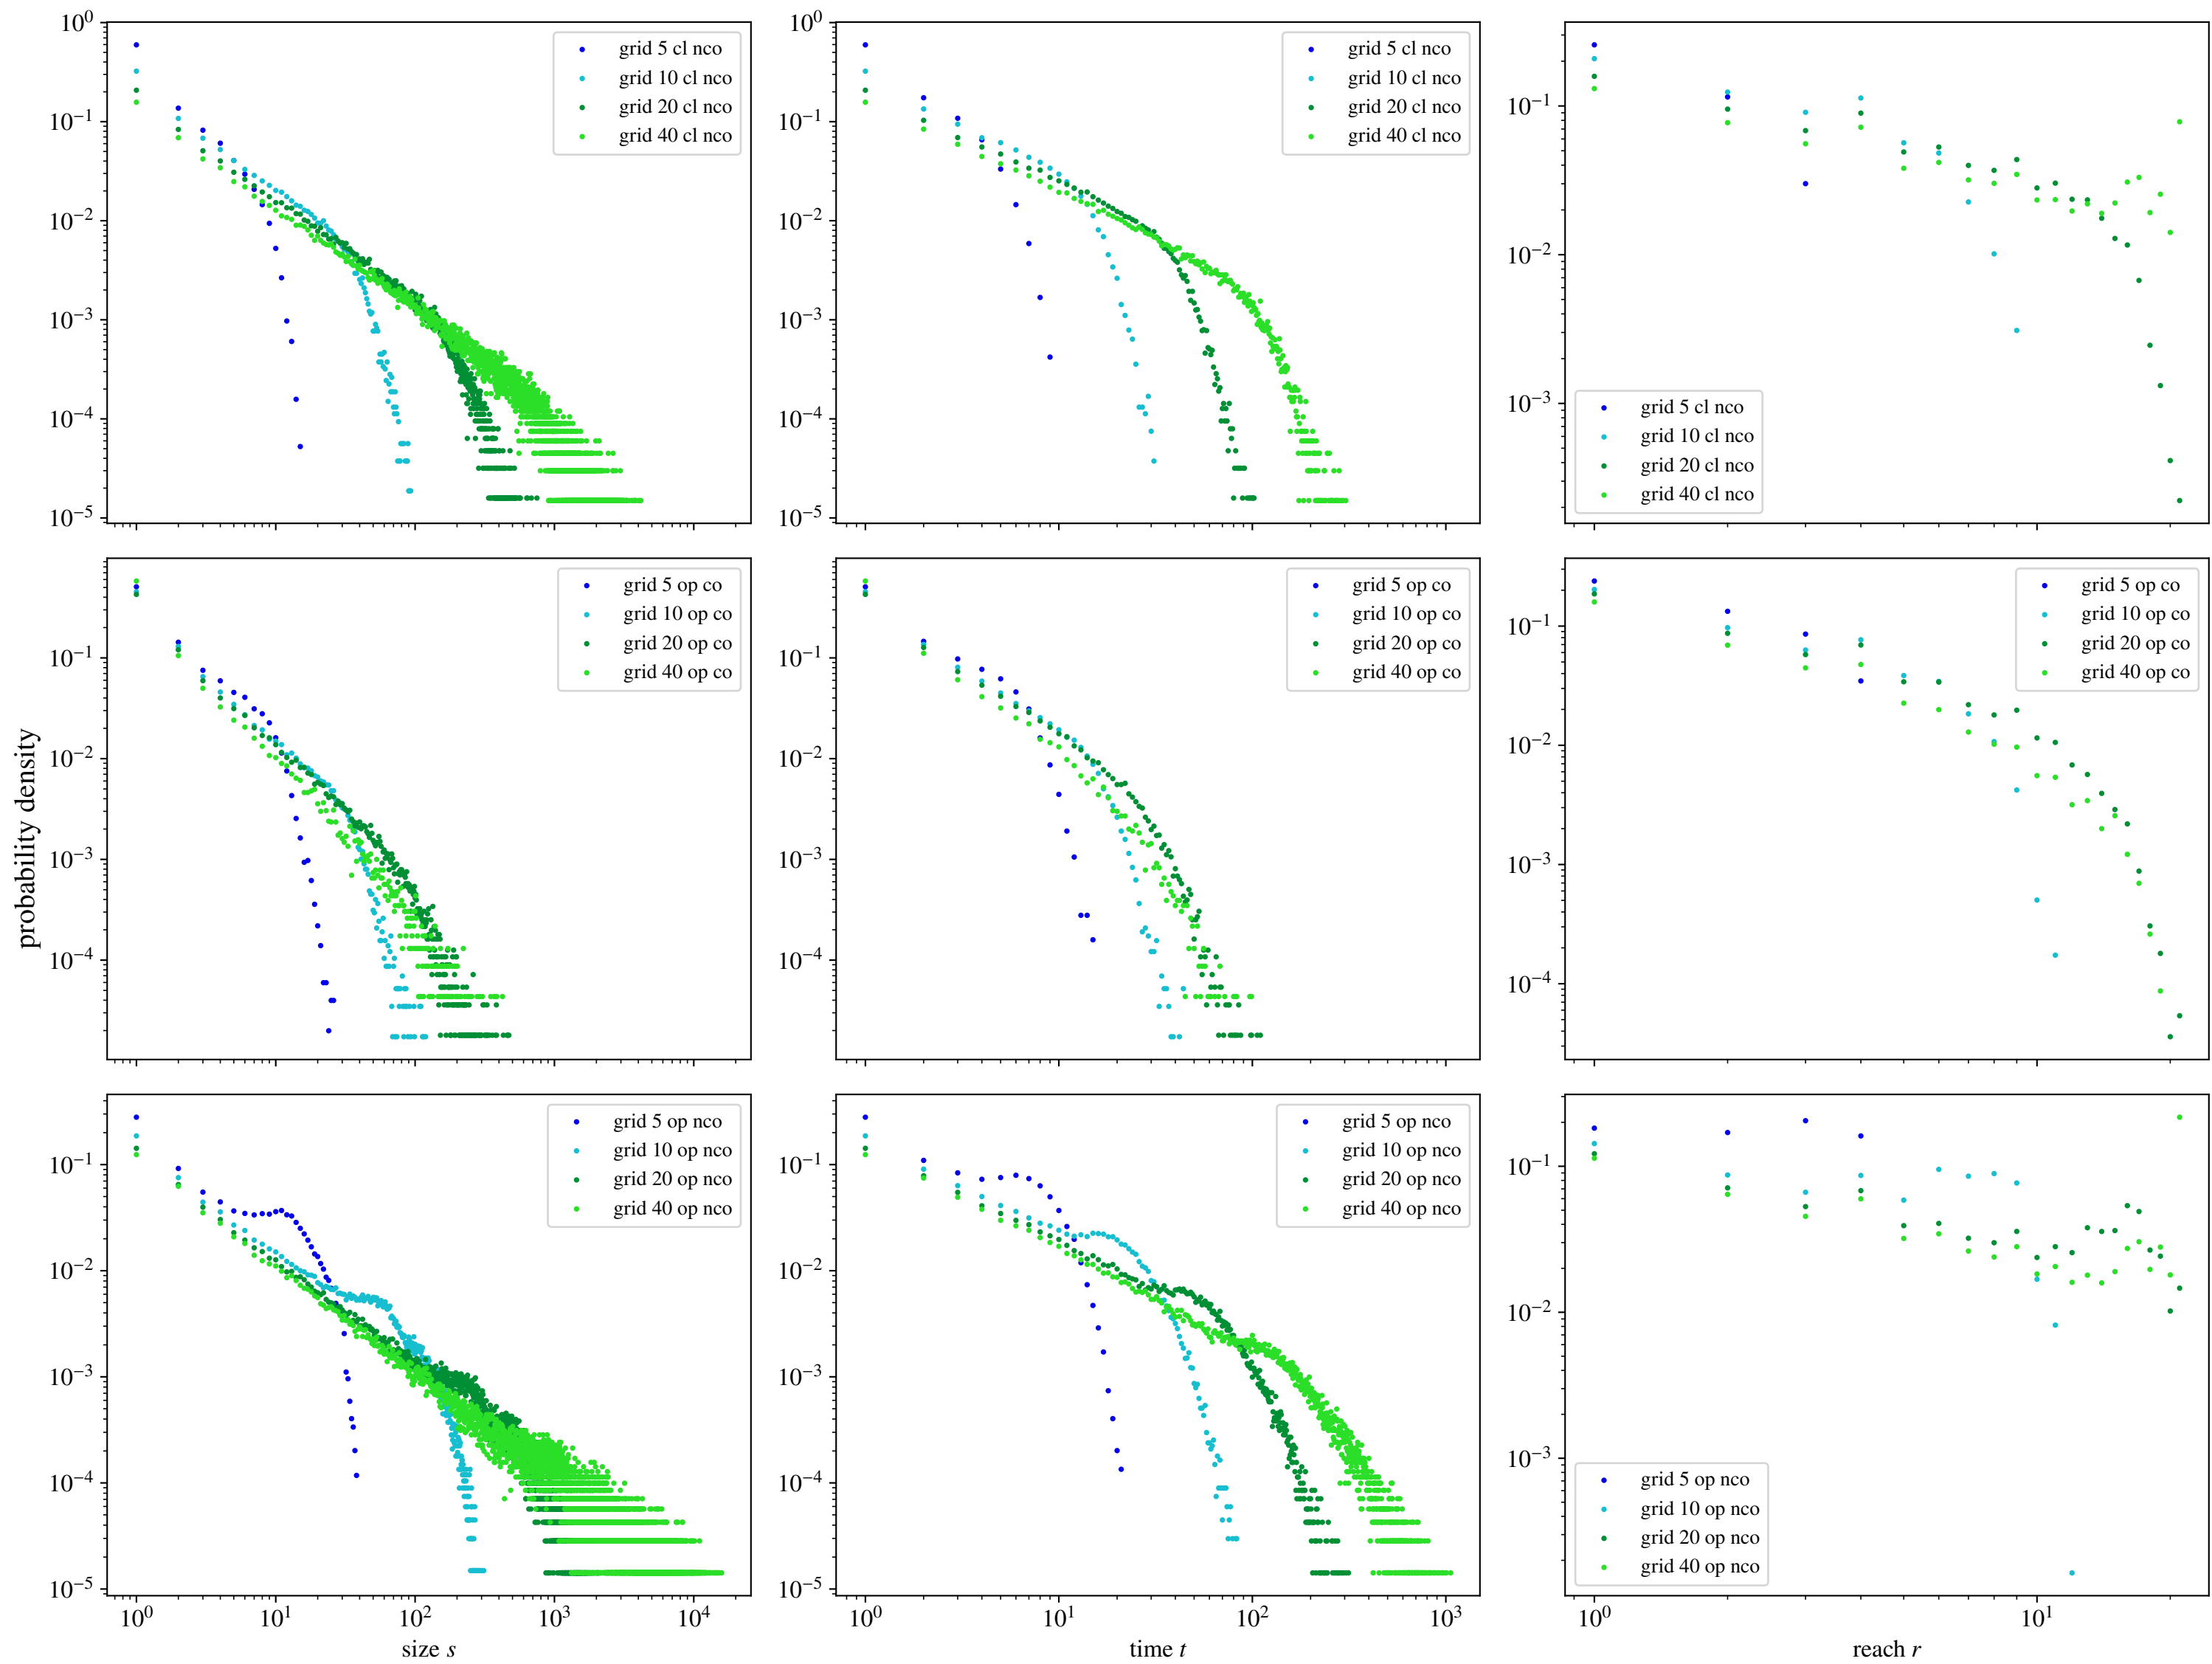 10^0
10^-1
10^-2
10^-3
10^-4
10^-5
grid 5 cl nco
grid 10 cl nco
grid 20 cl nco
grid 40 cl nco
10^0
10^-1
10^-2
10^-3
10^-4
10^-5
grid 5 cl nco
grid 10 cl nco
grid 20 cl nco
grid 40 cl nco
10^-1
10^-2
10^-3
grid 5 cl nco
grid 10 cl nco
grid 20 cl nco
grid 40 cl nco
probability density
10^-1
10^-2
10^-3
10^-4
grid 5 op co
grid 10 op co
grid 20 op co
grid 40 op co
10^-1
10^-2
10^-3
10^-4
grid 5 op co
grid 10 op co
grid 20 op co
grid 40 op co
10^-1
10^-2
10^-3
10^-4
grid 5 op co
grid 10 op co
grid 20 op co
grid 40 op co
10^-1
10^-2
10^-3
10^-4
10^-5
grid 5 op nco
grid 10 op nco
grid 20 op nco
grid 40 op nco
10^0 10^1 10^2 10^3 10^4
size s
10^-1
10^-2
10^-3
10^-4
10^-5
grid 5 op nco
grid 10 op nco
grid 20 op nco
grid 40 op nco
10^0 10^1 10^2 10^3
time t
10^-1
10^-2
10^-3
grid 5 op nco
grid 10 op nco
grid 20 op nco
grid 40 op nco
10^0 10^1
reach r